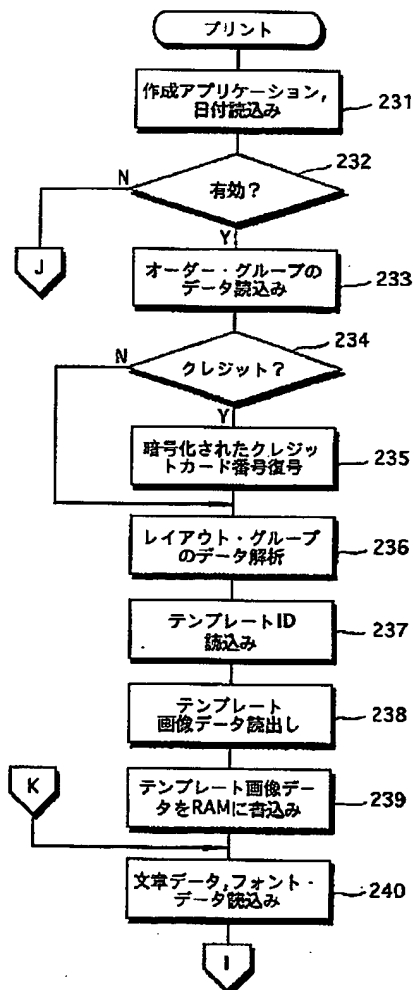 プリント
作成アプリケーション,
日付読込み
231
232
N
有効?
J
Y
オーダー・グループの
データ読込み
233
234
N
クレジット?
Y
暗号化されたクレジッ
トカード番号復号
235
レイアウト・グループ
のデータ解析
236
テンプレートID
読込み
237
テンプレート
画像データ読出し
238
K
テンプレート画像デー
タをRAMに書込み
239
文章データ,フォント・
データ読込み
240
I